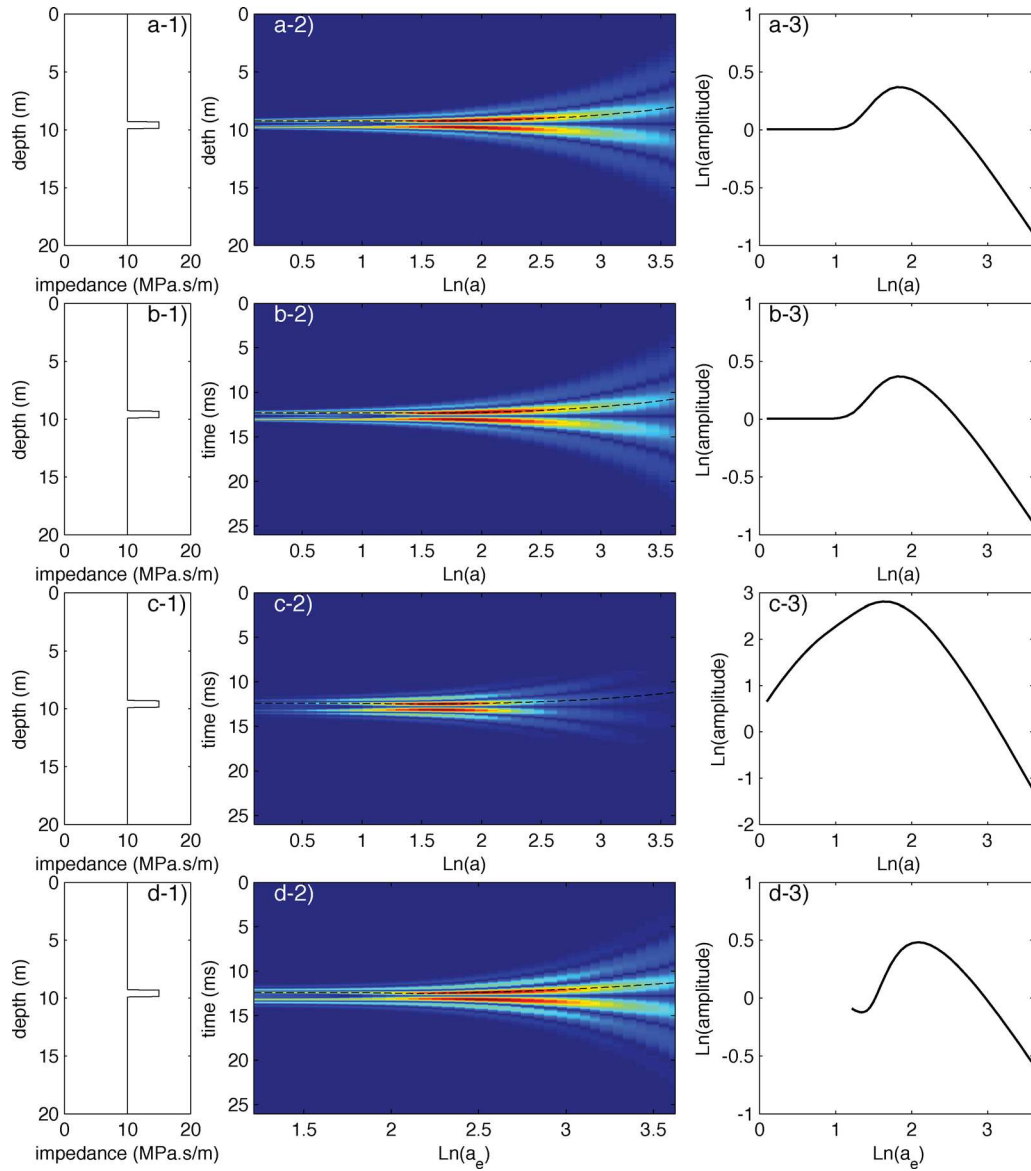 a-1)
0
5
10
15
20
depth (m)
0 10 20
impedance (MPa.s/m)
a-2)
0
5
10
15
20
deth (m)
0.5 1 1.5 2 2.5 3 3.5
Ln(a)
a-3)
1
0.5
0
-0.5
-1
Ln(amplitude)
0 1 2 3
Ln(a)
b-1)
0
5
10
15
20
depth (m)
0 10 20
impedance (MPa.s/m)
b-2)
0
5
10
15
20
25
time (ms)
0.5 1 1.5 2 2.5 3 3.5
Ln(a)
b-3)
1
0.5
0
-0.5
-1
Ln(amplitude)
0 1 2 3
Ln(a)
c-1)
0
5
10
15
20
depth (m)
0 10 20
impedance (MPa.s/m)
c-2)
0
5
10
15
20
25
time (ms)
0.5 1 1.5 2 2.5 3 3.5
Ln(a)
c-3)
3
2
1
0
-1
-2
Ln(amplitude)
0 1 2 3
Ln(a)
d-1)
0
5
10
15
20
depth (m)
0 10 20
impedance (MPa.s/m)
d-2)
0
5
10
15
20
25
time (ms)
1.5 2 2.5 3 3.5
Ln(a_e)
d-3)
1
0.5
0
-0.5
-1
Ln(amplitude)
0 1 2 3
Ln(a_e)